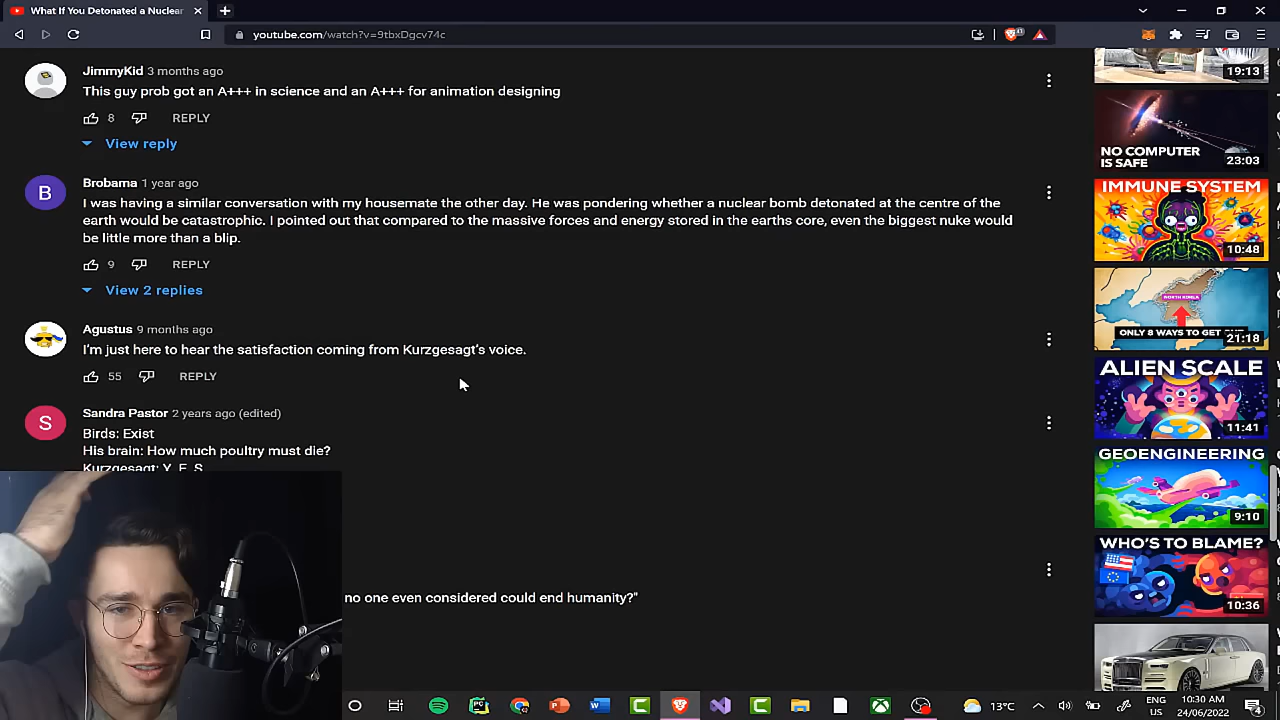 What If You Detonated a Nuclear
youtube.com/watch?v=9tbxDgcv74c
JimmyKid 3 months ago
This guy prob got an A+++ in science and an A+++ for animation designing
8 REPLY
View reply
B
Brobama 1 year ago
I was having a similar conversation with my housemate the other day. He was pondering whether a nuclear bomb detonated at the centre of the
earth would be catastrophic. I pointed out that compared to the massive forces and energy stored in the earths core, even the biggest nuke would
be little more than a blip.
9 REPLY
View 2 replies
Agustus 9 months ago
I'm just here to hear the satisfaction coming from Kurzgesagt's voice.
55 REPLY
S
Sandra Pastor 2 years ago (edited)
Birds: Exist
His brain: How much poultry must die?
Kurzgesagt: Y E S
no one even considered could end humanity?"
19:13
NO COMPUTER
IS SAFE
23:03
IMMUNE SYSTEM
10:48
NORTH KOREA
ONLY 8 WAYS TO GET
21:18
ALIEN SCALE
11:41
GEOENGINEERING
9:10
WHO'S TO BLAME?
10:36
13°C
ENG
US
10:30 AM
24/06/2022